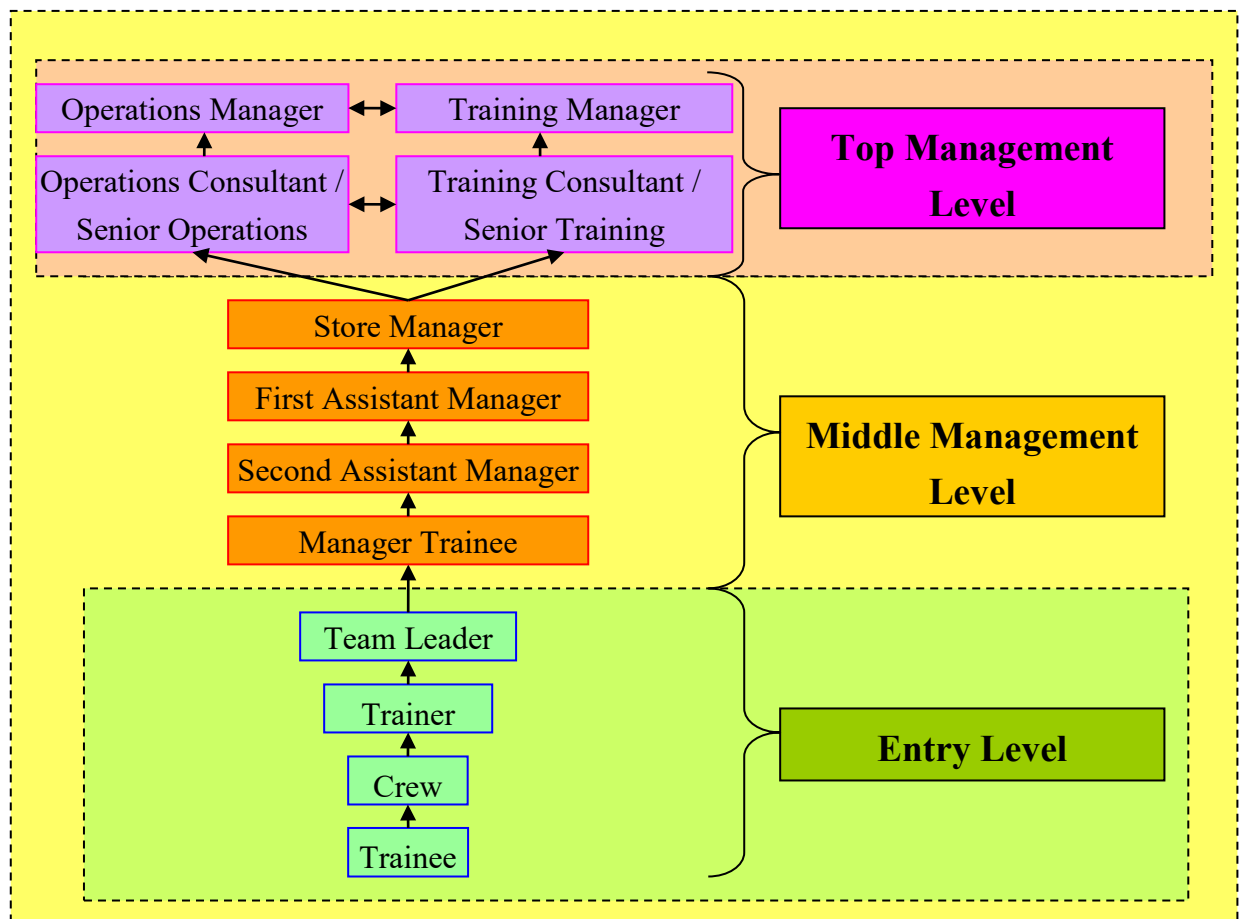 Operations Manager
Training Manager
Top Management
Level
Operations Consultant /
Senior Operations
Training Consultant /
Senior Training
Store Manager
First Assistant Manager
Second Assistant Manager
Manager Trainee
Middle Management
Level
Team Leader
Trainer
Crew
Trainee
Entry Level